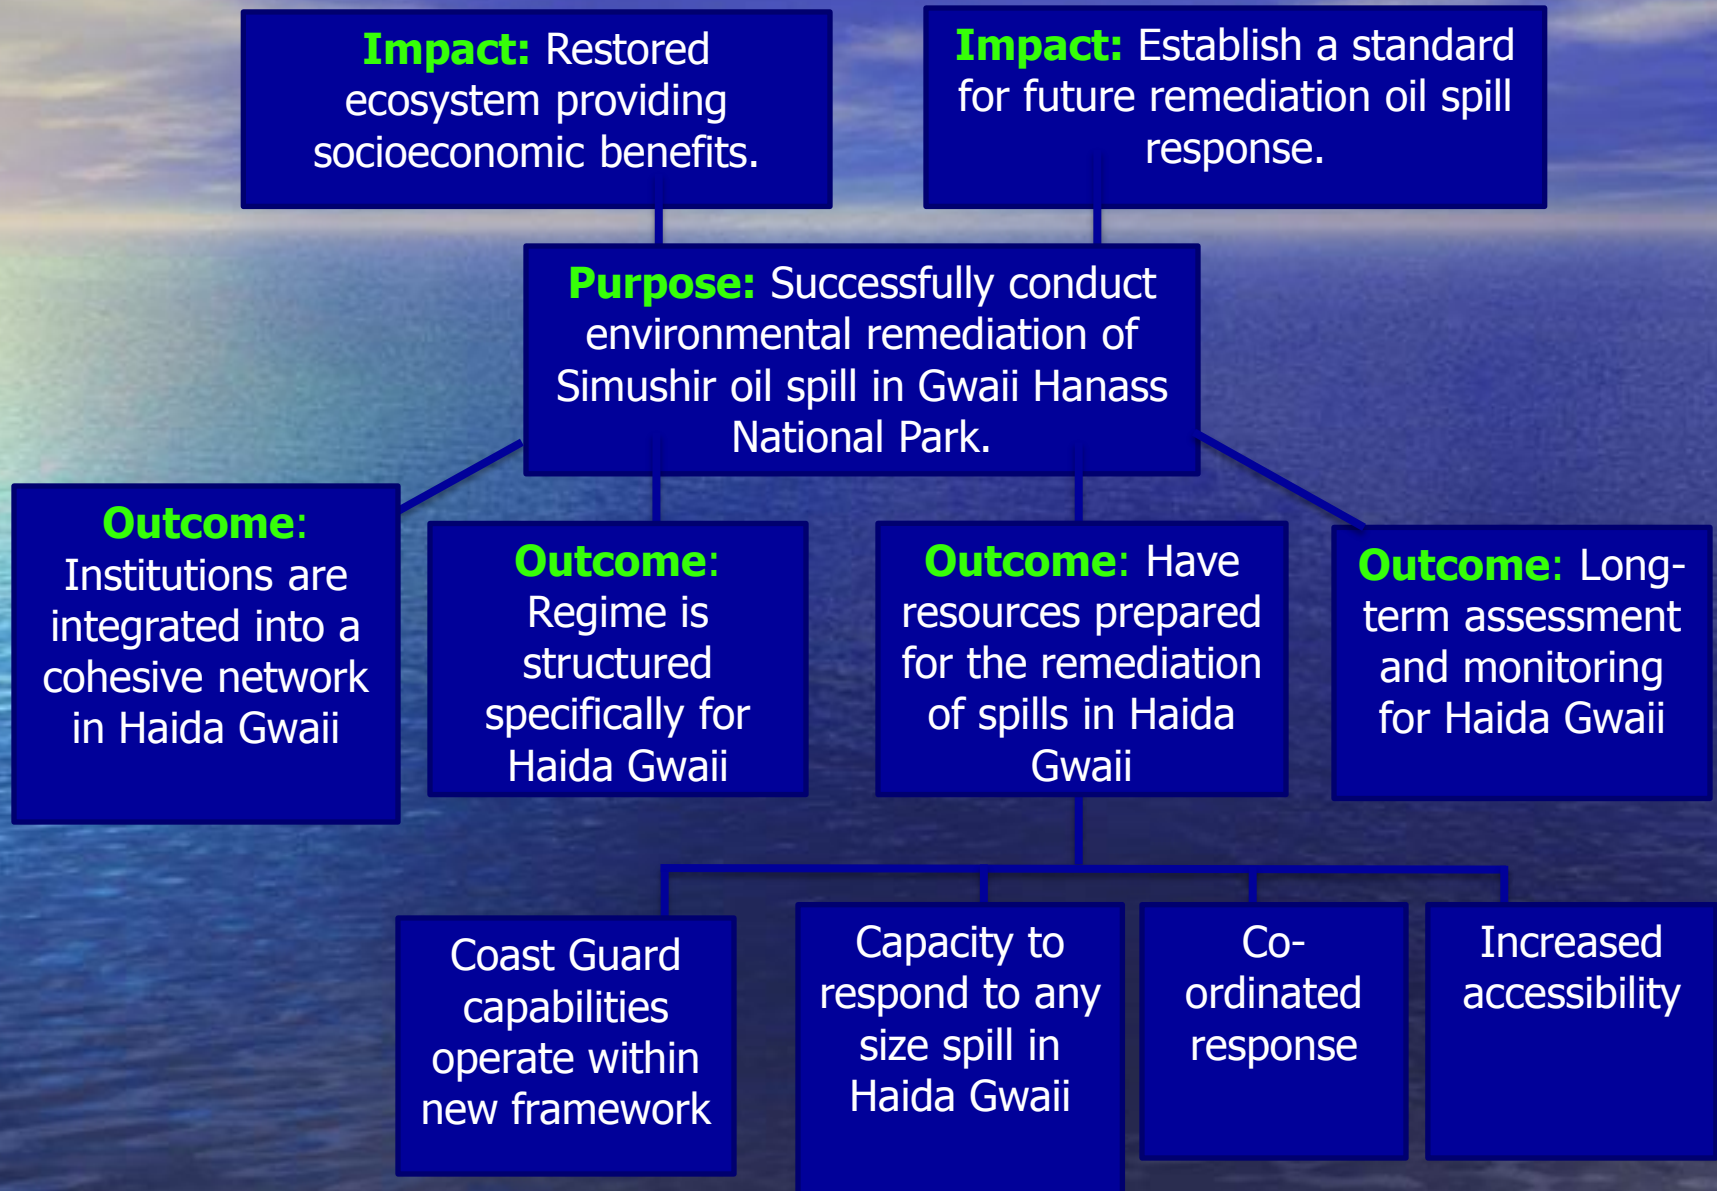 Impact: Restored
ecosystem providing
socioeconomic benefits.
Impact: Establish a standard
for future remediation oil spill
response.
Purpose: Successfully conduct
environmental remediation of
Simushir oil spill in Gwaii Hanass
National Park.
Outcome:
Institutions are
integrated into a
cohesive network
in Haida Gwaii
Outcome:
Regime is
structured
specifically for
Haida Gwaii
Outcome: Have
resources prepared
for the remediation
of spills in Haida
Gwaii
Outcome: Long-
term assessment
and monitoring
for Haida Gwaii
Coast Guard
capabilities
operate within
new framework
Capacity to
respond to any
size spill in
Haida Gwaii
Co-
ordinated
response
Increased
accessibility